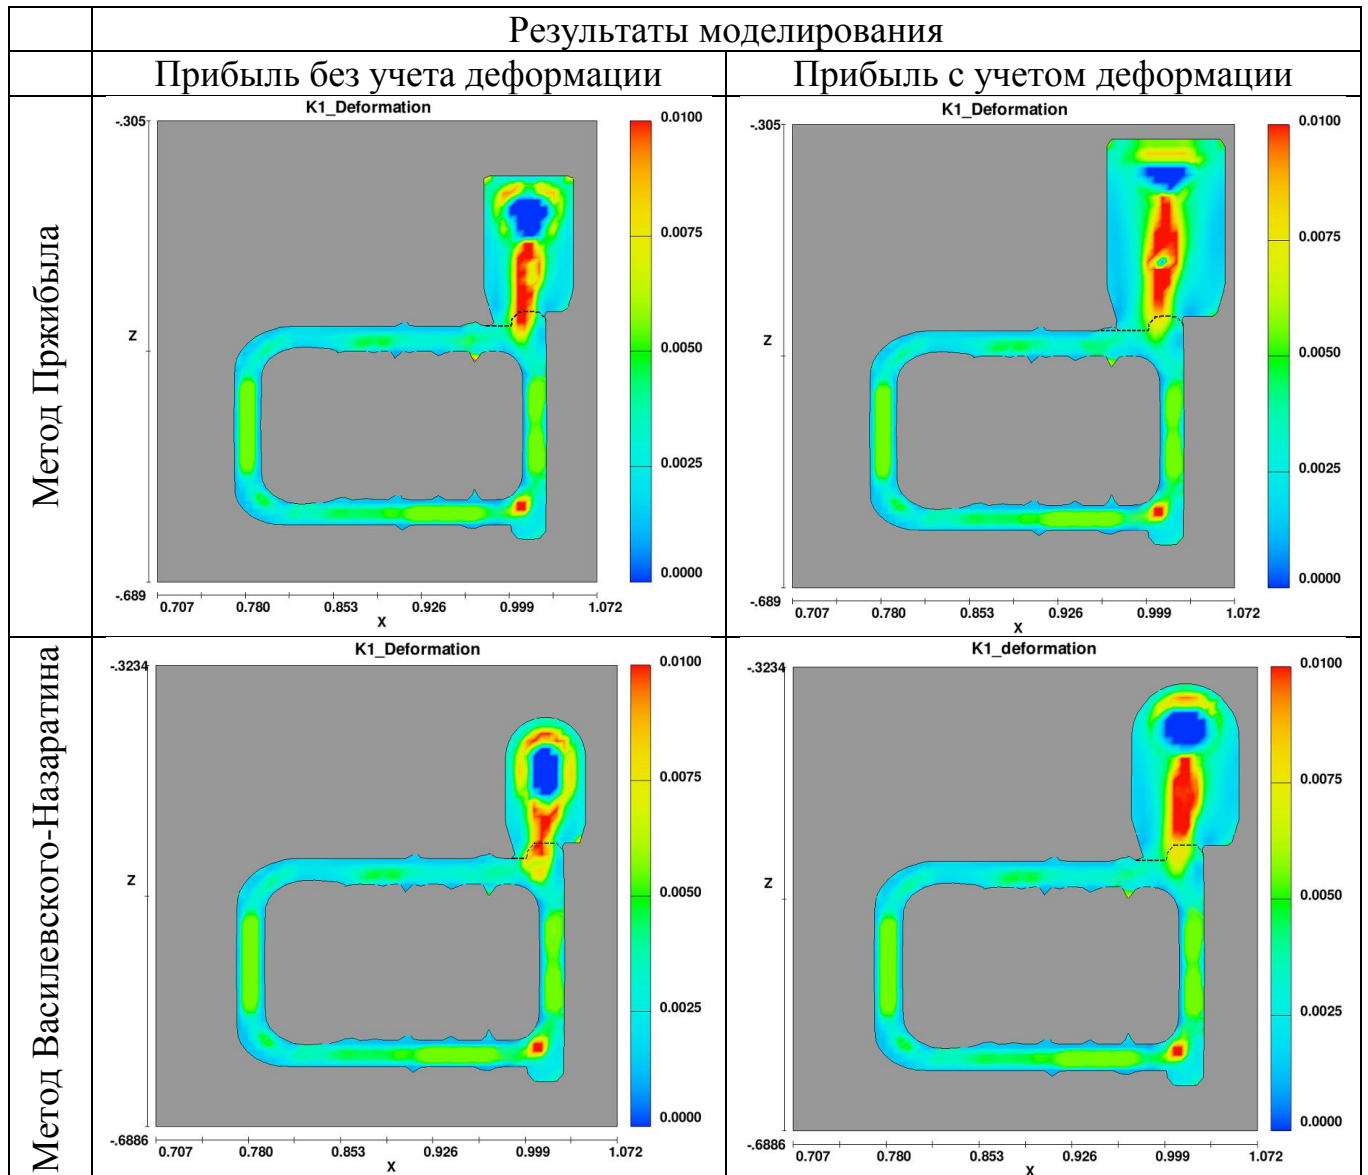 Результаты моделирования
Прибыль без учета деформации
Прибыль с учетом деформации
Метод Пржибыла
K1_Deformation
-.305
Z
-.689
0.707 0.780 0.853 0.926 0.999 1.072
X
0.0100
0.0075
0.0050
0.0025
0.0000
K1_Deformation
-.305
Z
-.689
0.707 0.780 0.853 0.926 0.999 1.072
X
0.0100
0.0075
0.0050
0.0025
0.0000
Метод Василевского-Назаратина
K1_Deformation
-.3234
Z
-.6886
0.707 0.780 0.853 0.926 0.999 1.072
X
0.0100
0.0075
0.0050
0.0025
0.0000
K1_deformation
-.3234
Z
-.6886
0.707 0.780 0.853 0.926 0.999 1.072
X
0.0100
0.0075
0.0050
0.0025
0.0000